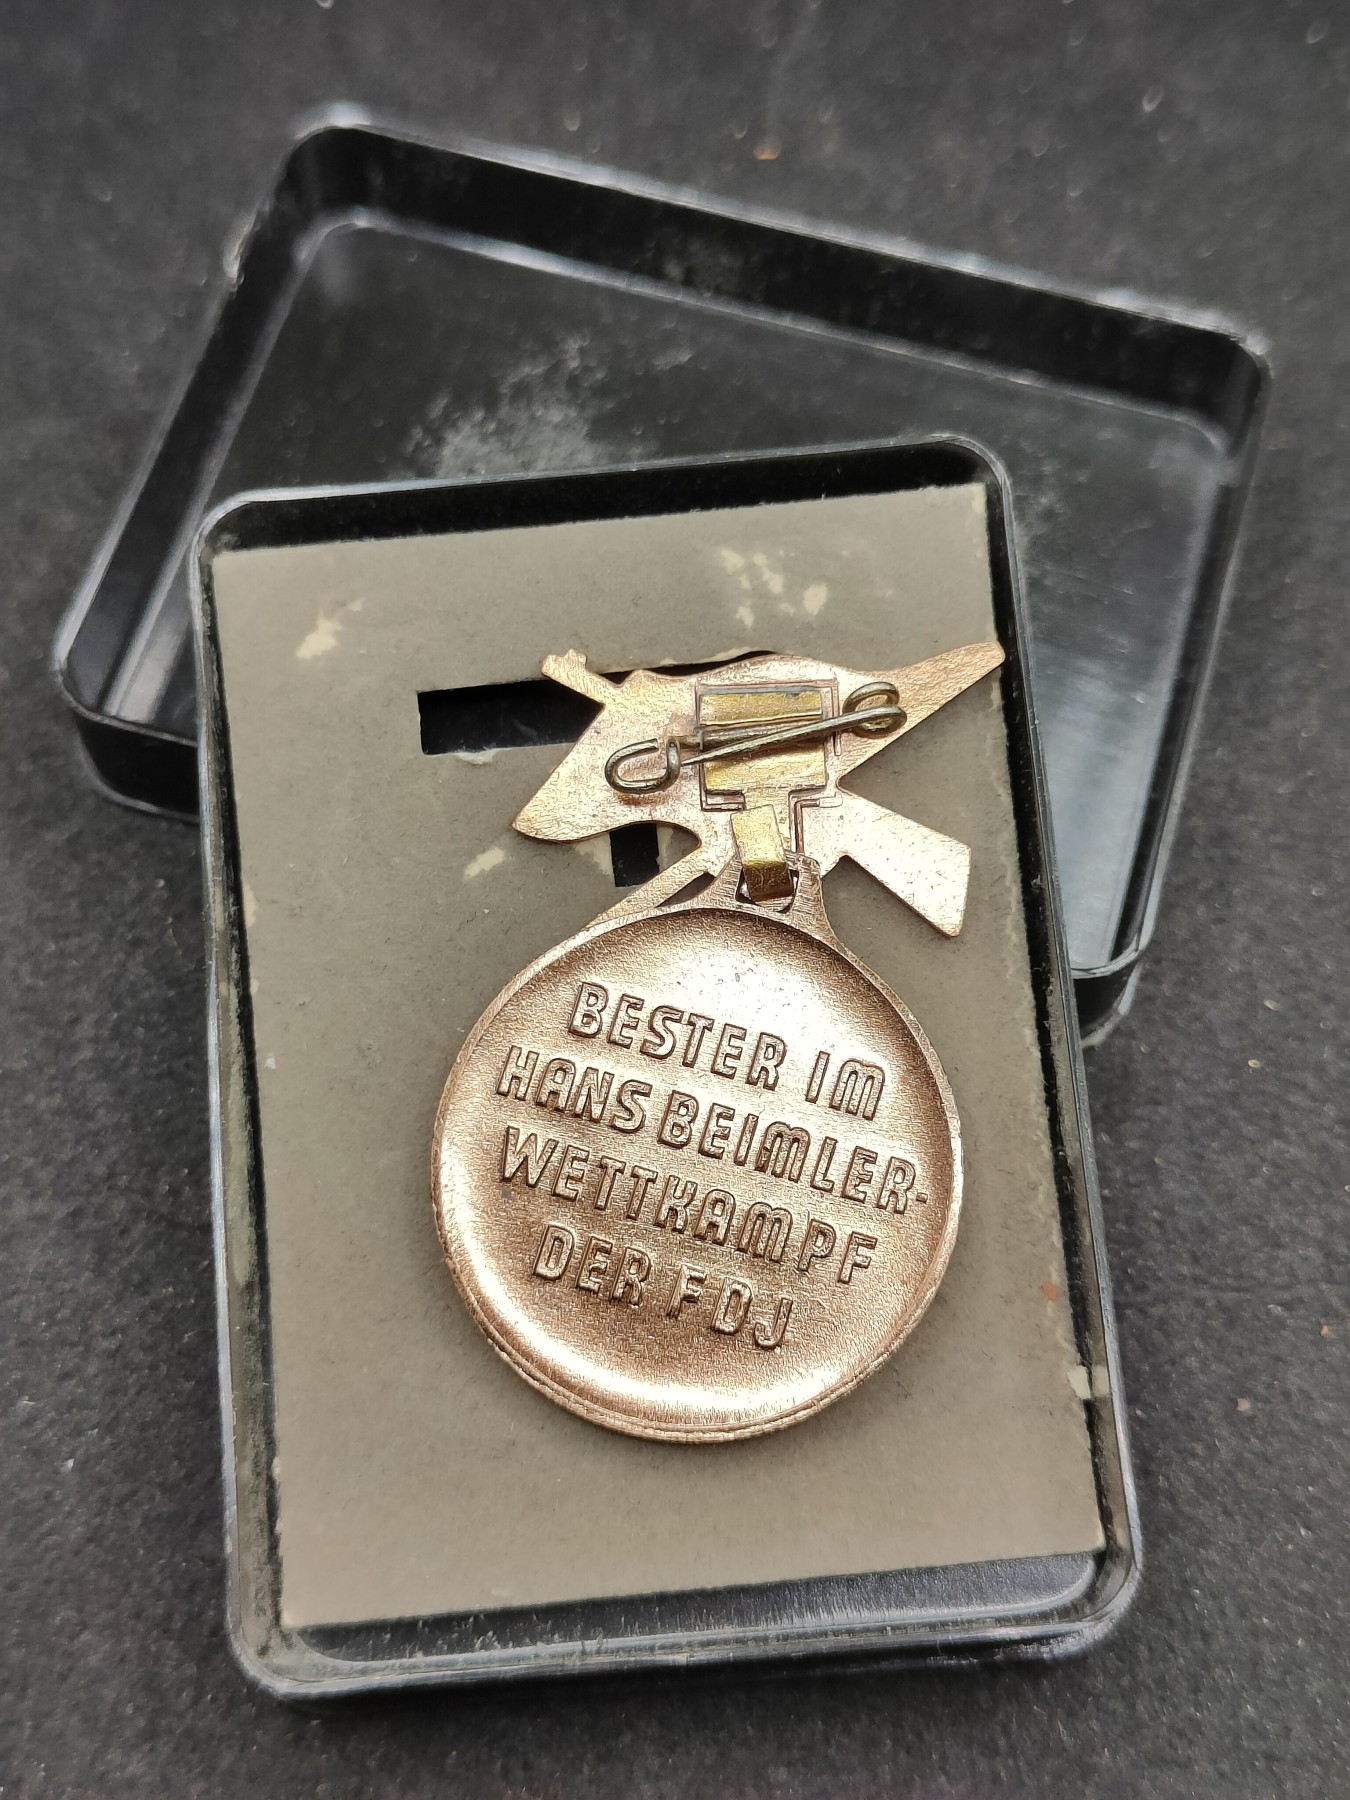 BESTER IM
HANS BEIMLER-
WETTKAMPF
DER FDJ